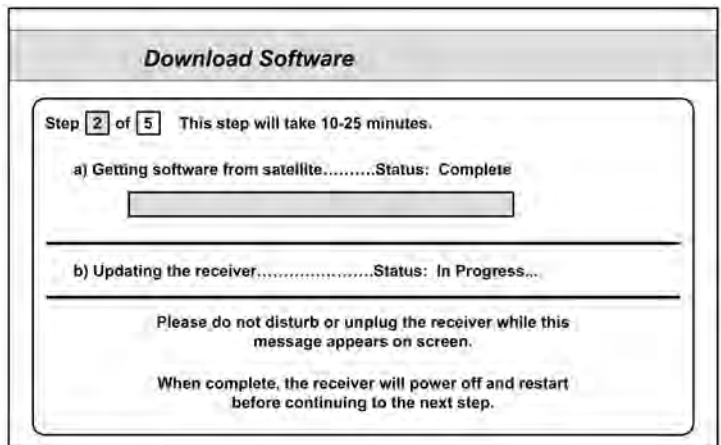 Download Software
Step 2 of 5 This step will take 10-25 minutes.
a) Getting software from satellite..........Status: Complete
b) Updating the receiver......................Status: In Progress...
Please do not disturb or unplug the receiver while this
message appears on screen.
When complete, the receiver will power off and restart
before continuing to the next step.